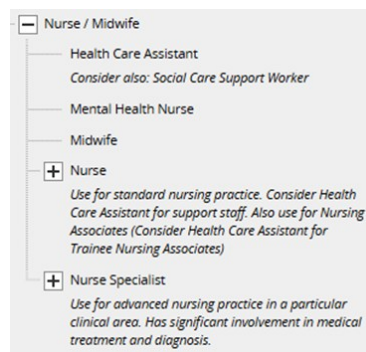 Nurse / Midwife
Health Care Assistant
Consider also: Social Care Support Worker
Mental Health Nurse
Midwife
Nurse
Use for standard nursing practice. Consider Health
Care Assistant for support staff. Also use for Nursing
Associates (Consider Health Care Assistant for
Trainee Nursing Associates)
Nurse Specialist
Use for advanced nursing practice in a particular
clinical area. Has significant involvement in medical
treatment and diagnosis.